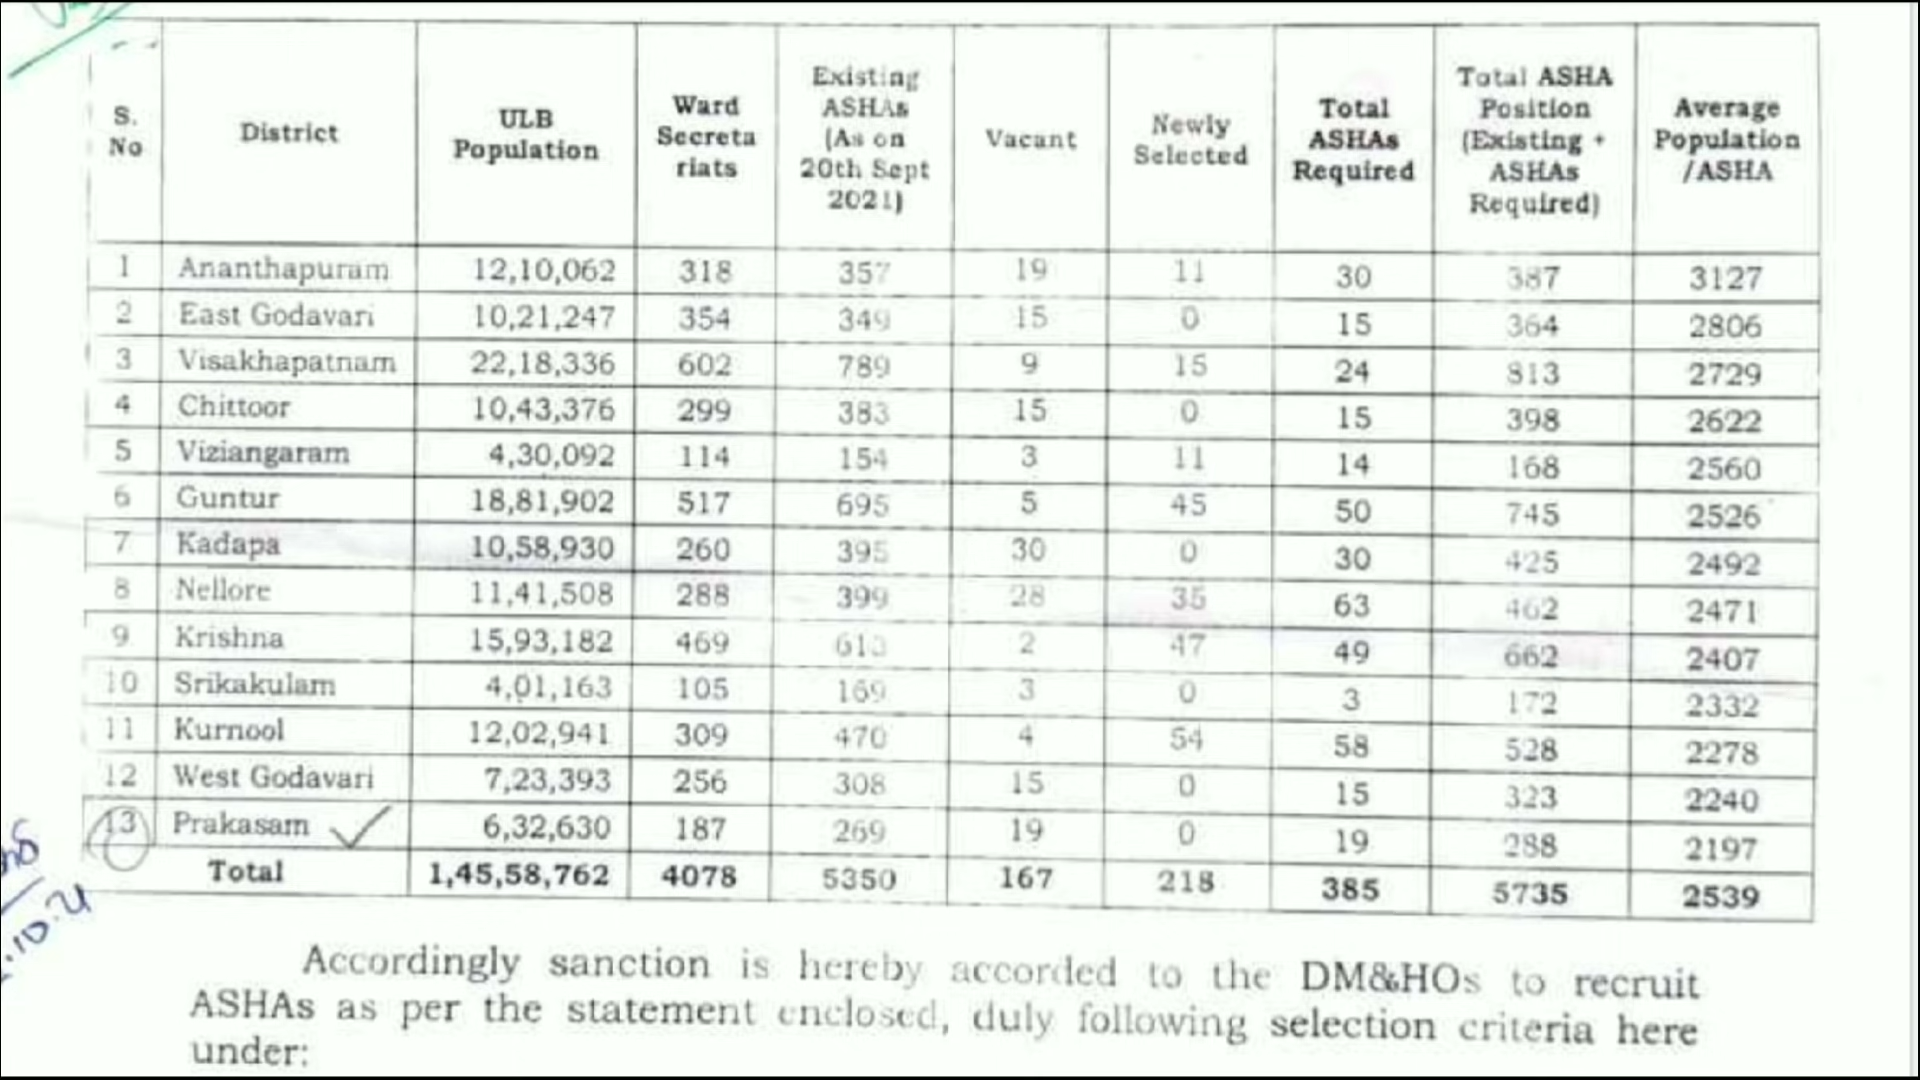 S. No District ULB Population Ward Secreta riats Existing ASHAs (As on 20th Sept 2021) Vacant Newly Selected Total ASHAs Required Total ASHA Position (Existing + ASHAs Required) Average Population /ASHA
1 Ananthapuram 12,10,062 318 357 19 11 30 387 3127
2 East Godavari 10,21,247 354 349 15 0 15 364 2806
3 Visakhapatnam 22,18,336 602 789 9 15 24 813 2729
4 Chittoor 10,43,376 299 383 15 0 15 398 2622
5 Viziangaram 4,30,092 114 154 3 11 14 168 2560
6 Guntur 18,81,902 517 695 5 45 50 745 2526
7 Kadapa 10,58,930 260 395 30 0 30 425 2492
8 Nellore 11,41,508 288 399 28 35 63 462 2471
9 Krishna 15,93,182 469 613 2 47 49 662 2407
10 Srikakulam 4,01,163 105 169 3 0 3 172 2332
11 Kurnool 12,02,941 309 470 4 54 58 528 2278
12 West Godavari 7,23,393 256 308 15 0 15 323 2240
13 Prakasam 6,32,630 187 269 19 0 19 288 2197
Total 1,45,58,762 4078 5350 167 218 385 5735 2539
Accordingly sanction is hereby accorded to the DM&HOs to recruit
ASHAs as per the statement enclosed, duly following selection criteria here
under: